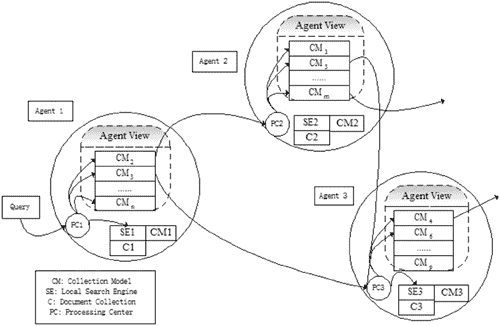 Agent 1
Agent View
CM2
CM3
......
CMn
Query
PC1
SE1
CM1
C1
Agent 2
Agent View
CM1
CM3
......
CMm
PC2
SE2
CM2
C2
Agent 3
Agent View
CM4
CM6
......
CMp
PC3
SE3
CM3
C3
CM: Collection Model
SE: Local Search Engine
C: Document Collection
PC: Processing Center